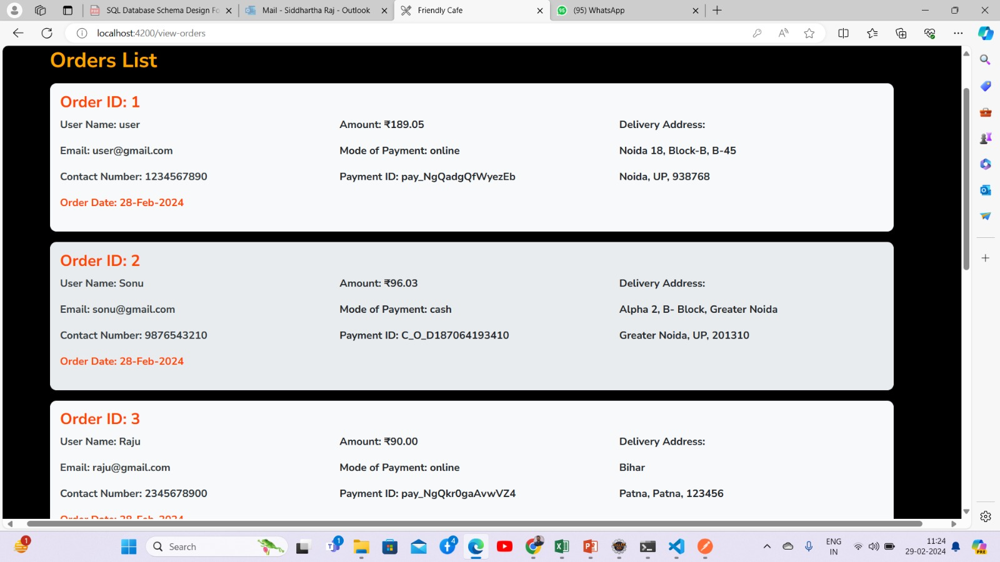 SQL Database Schema Design Fo
Mail - Siddhartha Raj - Outlook
Friendly Cafe
95
(95) WhatsApp
localhost:4200/view-orders
Orders List
Order ID: 1
User Name: user
Amount: ₹189.05
Delivery Address:
Email: user@gmail.com
Mode of Payment: online
Noida 18, Block-B, B-45
Contact Number: 1234567890
Payment ID: pay_NgQadgQfWyezEb
Noida, UP, 938768
Order Date: 28-Feb-2024
Order ID: 2
User Name: Sonu
Amount: ₹96.03
Delivery Address:
Email: sonu@gmail.com
Mode of Payment: cash
Alpha 2, B- Block, Greater Noida
Contact Number: 9876543210
Payment ID: C_O_D187064193410
Greater Noida, UP, 201310
Order Date: 28-Feb-2024
Order ID: 3
User Name: Raju
Amount: ₹90.00
Delivery Address:
Email: raju@gmail.com
Mode of Payment: online
Bihar
Contact Number: 2345678900
Payment ID: pay_NgQkr0gaAvwVZ4
Patna, Patna, 123456
Order Date: 28-Feb-2024
1
Search
1
4
ENG
IN
11:24
29-02-2024
PRE